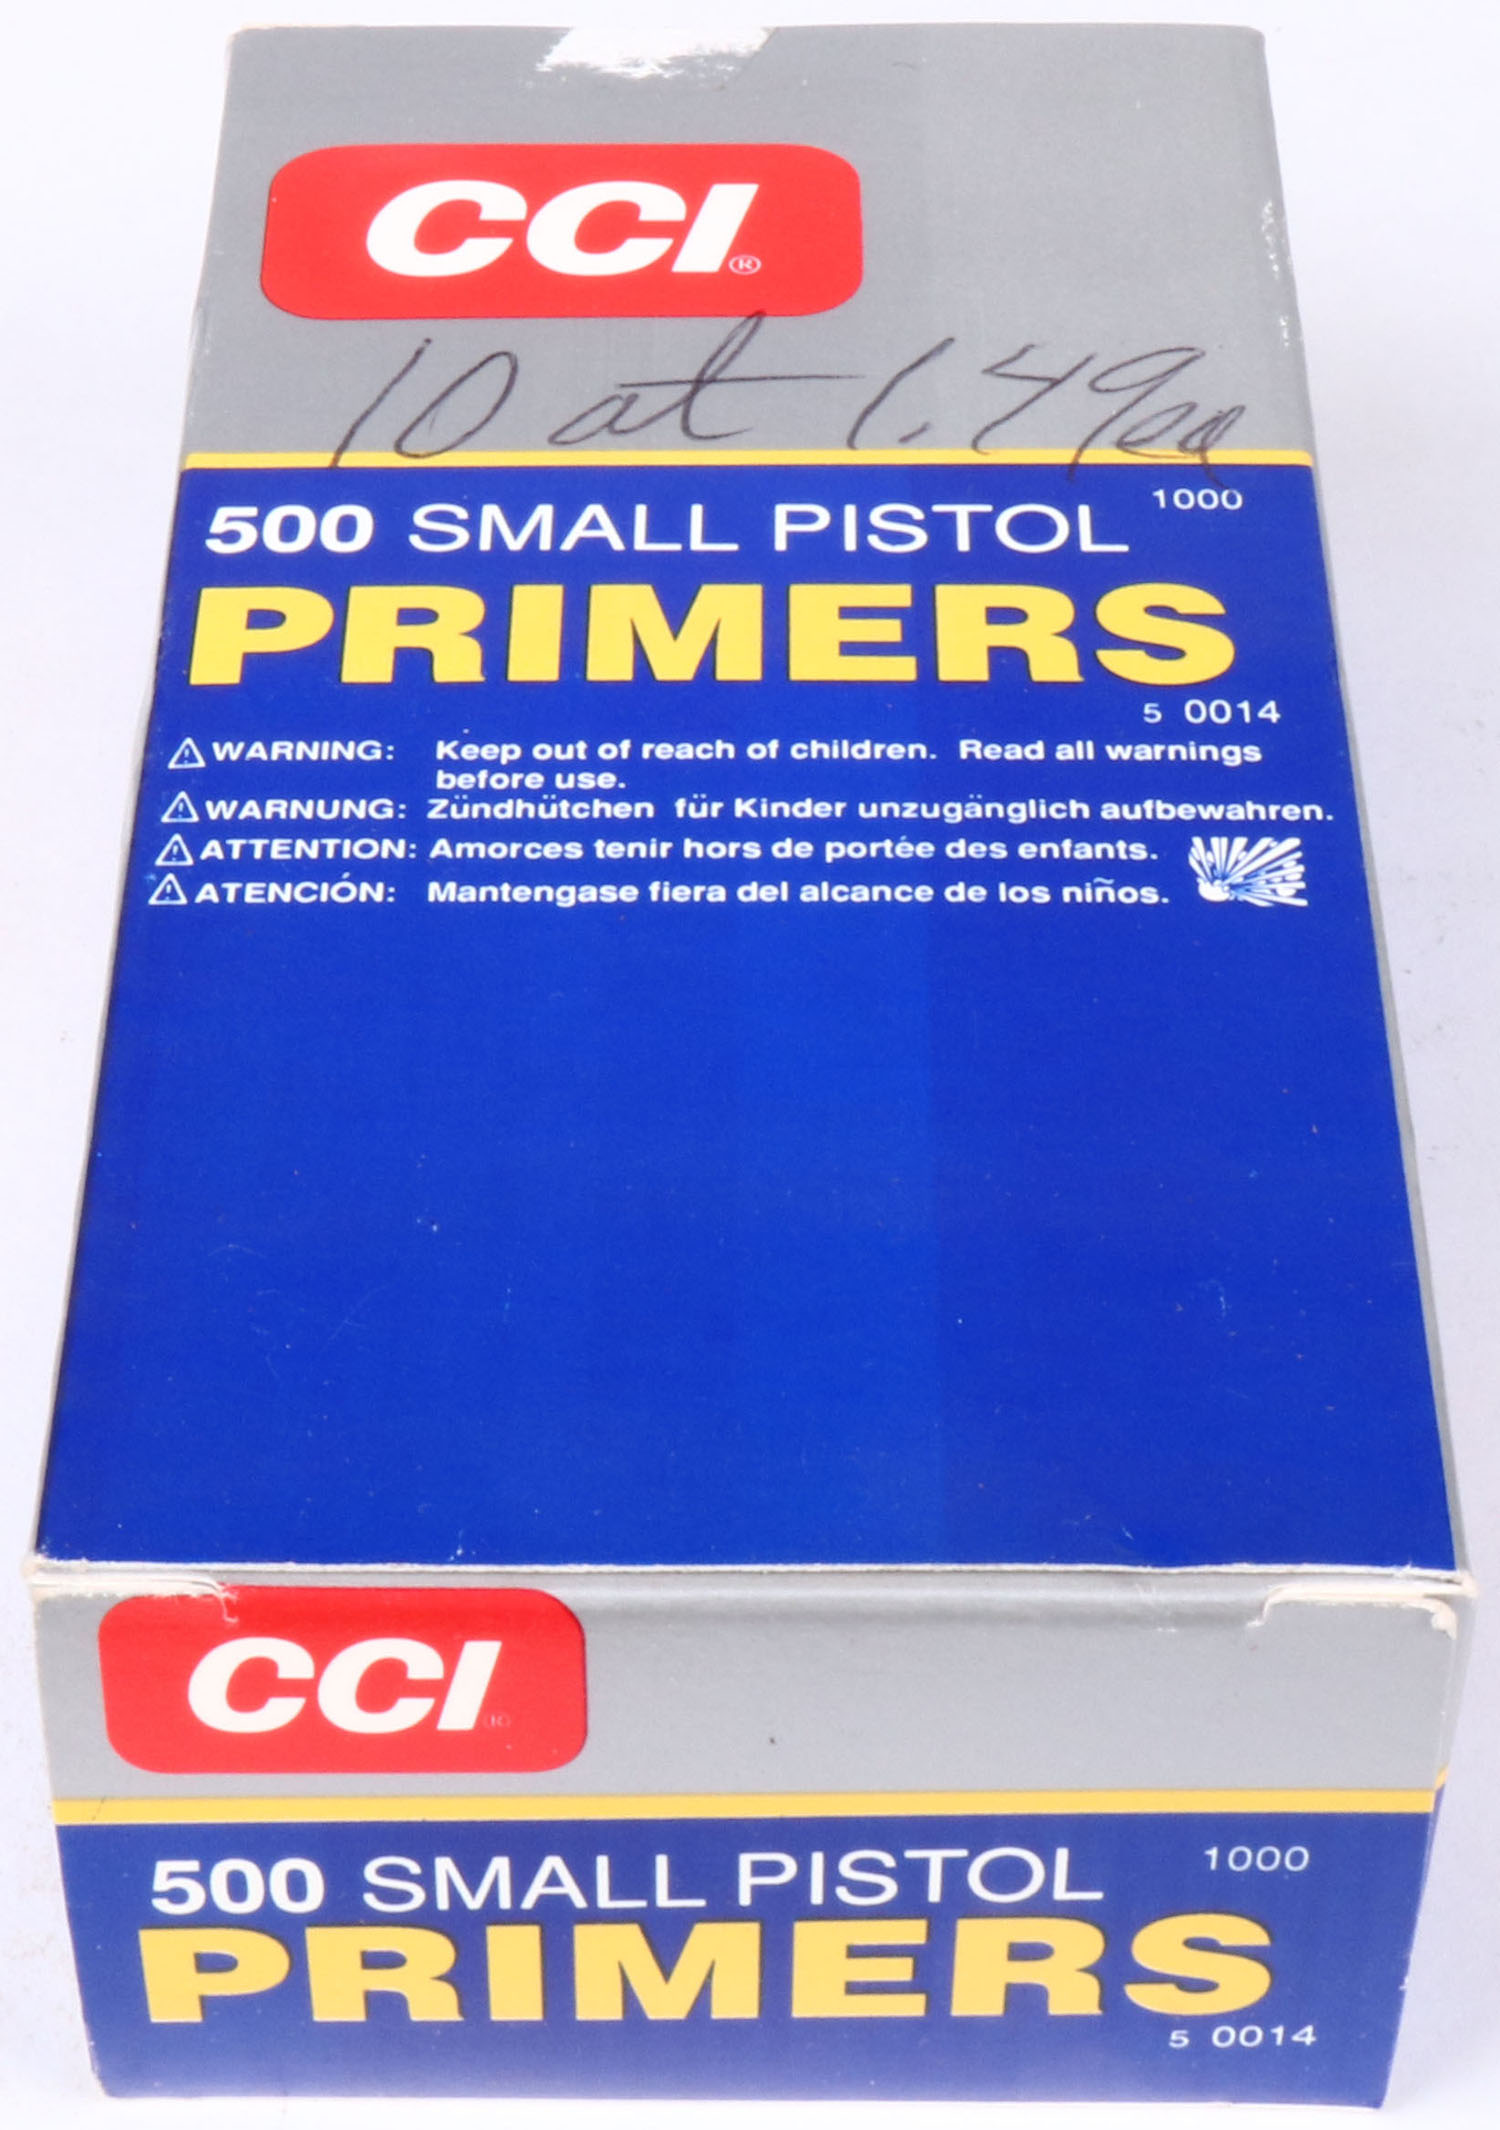 CCI®
10 at 1.49ea
500 SMALL PISTOL 1000
PRIMERS
5 0014
WARNING: Keep out of reach of children. Read all warnings
before use.
WARNUNG: Zündhütchen für Kinder unzugänglich aufbewahren.
ATTENTION: Amorces tenir hors de portée des enfants.
ATENCIÓN: Mantengase fiera del alcance de los niños.
CCI®
500 SMALL PISTOL 1000
PRIMERS
5 0014